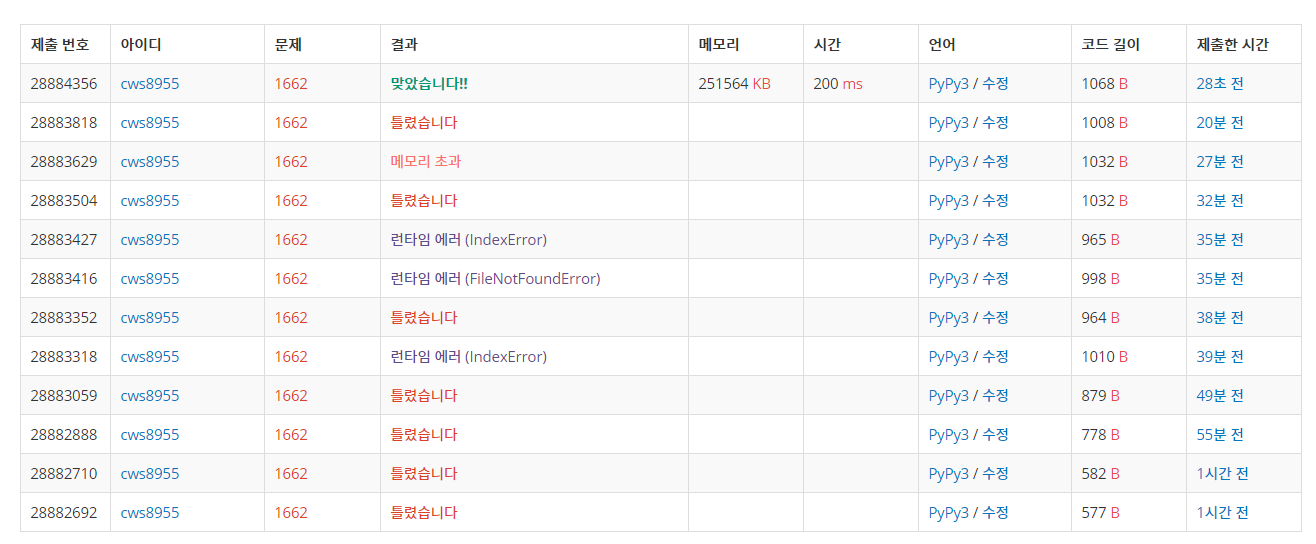 제출 번호 아이디 문제 결과 메모리 시간 언어 코드 길이 제출한 시간
28884356 cws8955 1662 맞았습니다!! 251564 KB 200 ms PyPy3 / 수정 1068 B 28초 전
28883818 cws8955 1662 틀렸습니다 PyPy3 / 수정 1008 B 20분 전
28883629 cws8955 1662 메모리 초과 PyPy3 / 수정 1032 B 27분 전
28883504 cws8955 1662 틀렸습니다 PyPy3 / 수정 1032 B 32분 전
28883427 cws8955 1662 런타임 에러 (IndexError) PyPy3 / 수정 965 B 35분 전
28883416 cws8955 1662 런타임 에러 (FileNotFoundError) PyPy3 / 수정 998 B 35분 전
28883352 cws8955 1662 틀렸습니다 PyPy3 / 수정 964 B 38분 전
28883318 cws8955 1662 런타임 에러 (IndexError) PyPy3 / 수정 1010 B 39분 전
28883059 cws8955 1662 틀렸습니다 PyPy3 / 수정 879 B 49분 전
28882888 cws8955 1662 틀렸습니다 PyPy3 / 수정 778 B 55분 전
28882710 cws8955 1662 틀렸습니다 PyPy3 / 수정 582 B 1시간 전
28882692 cws8955 1662 틀렸습니다 PyPy3 / 수정 577 B 1시간 전